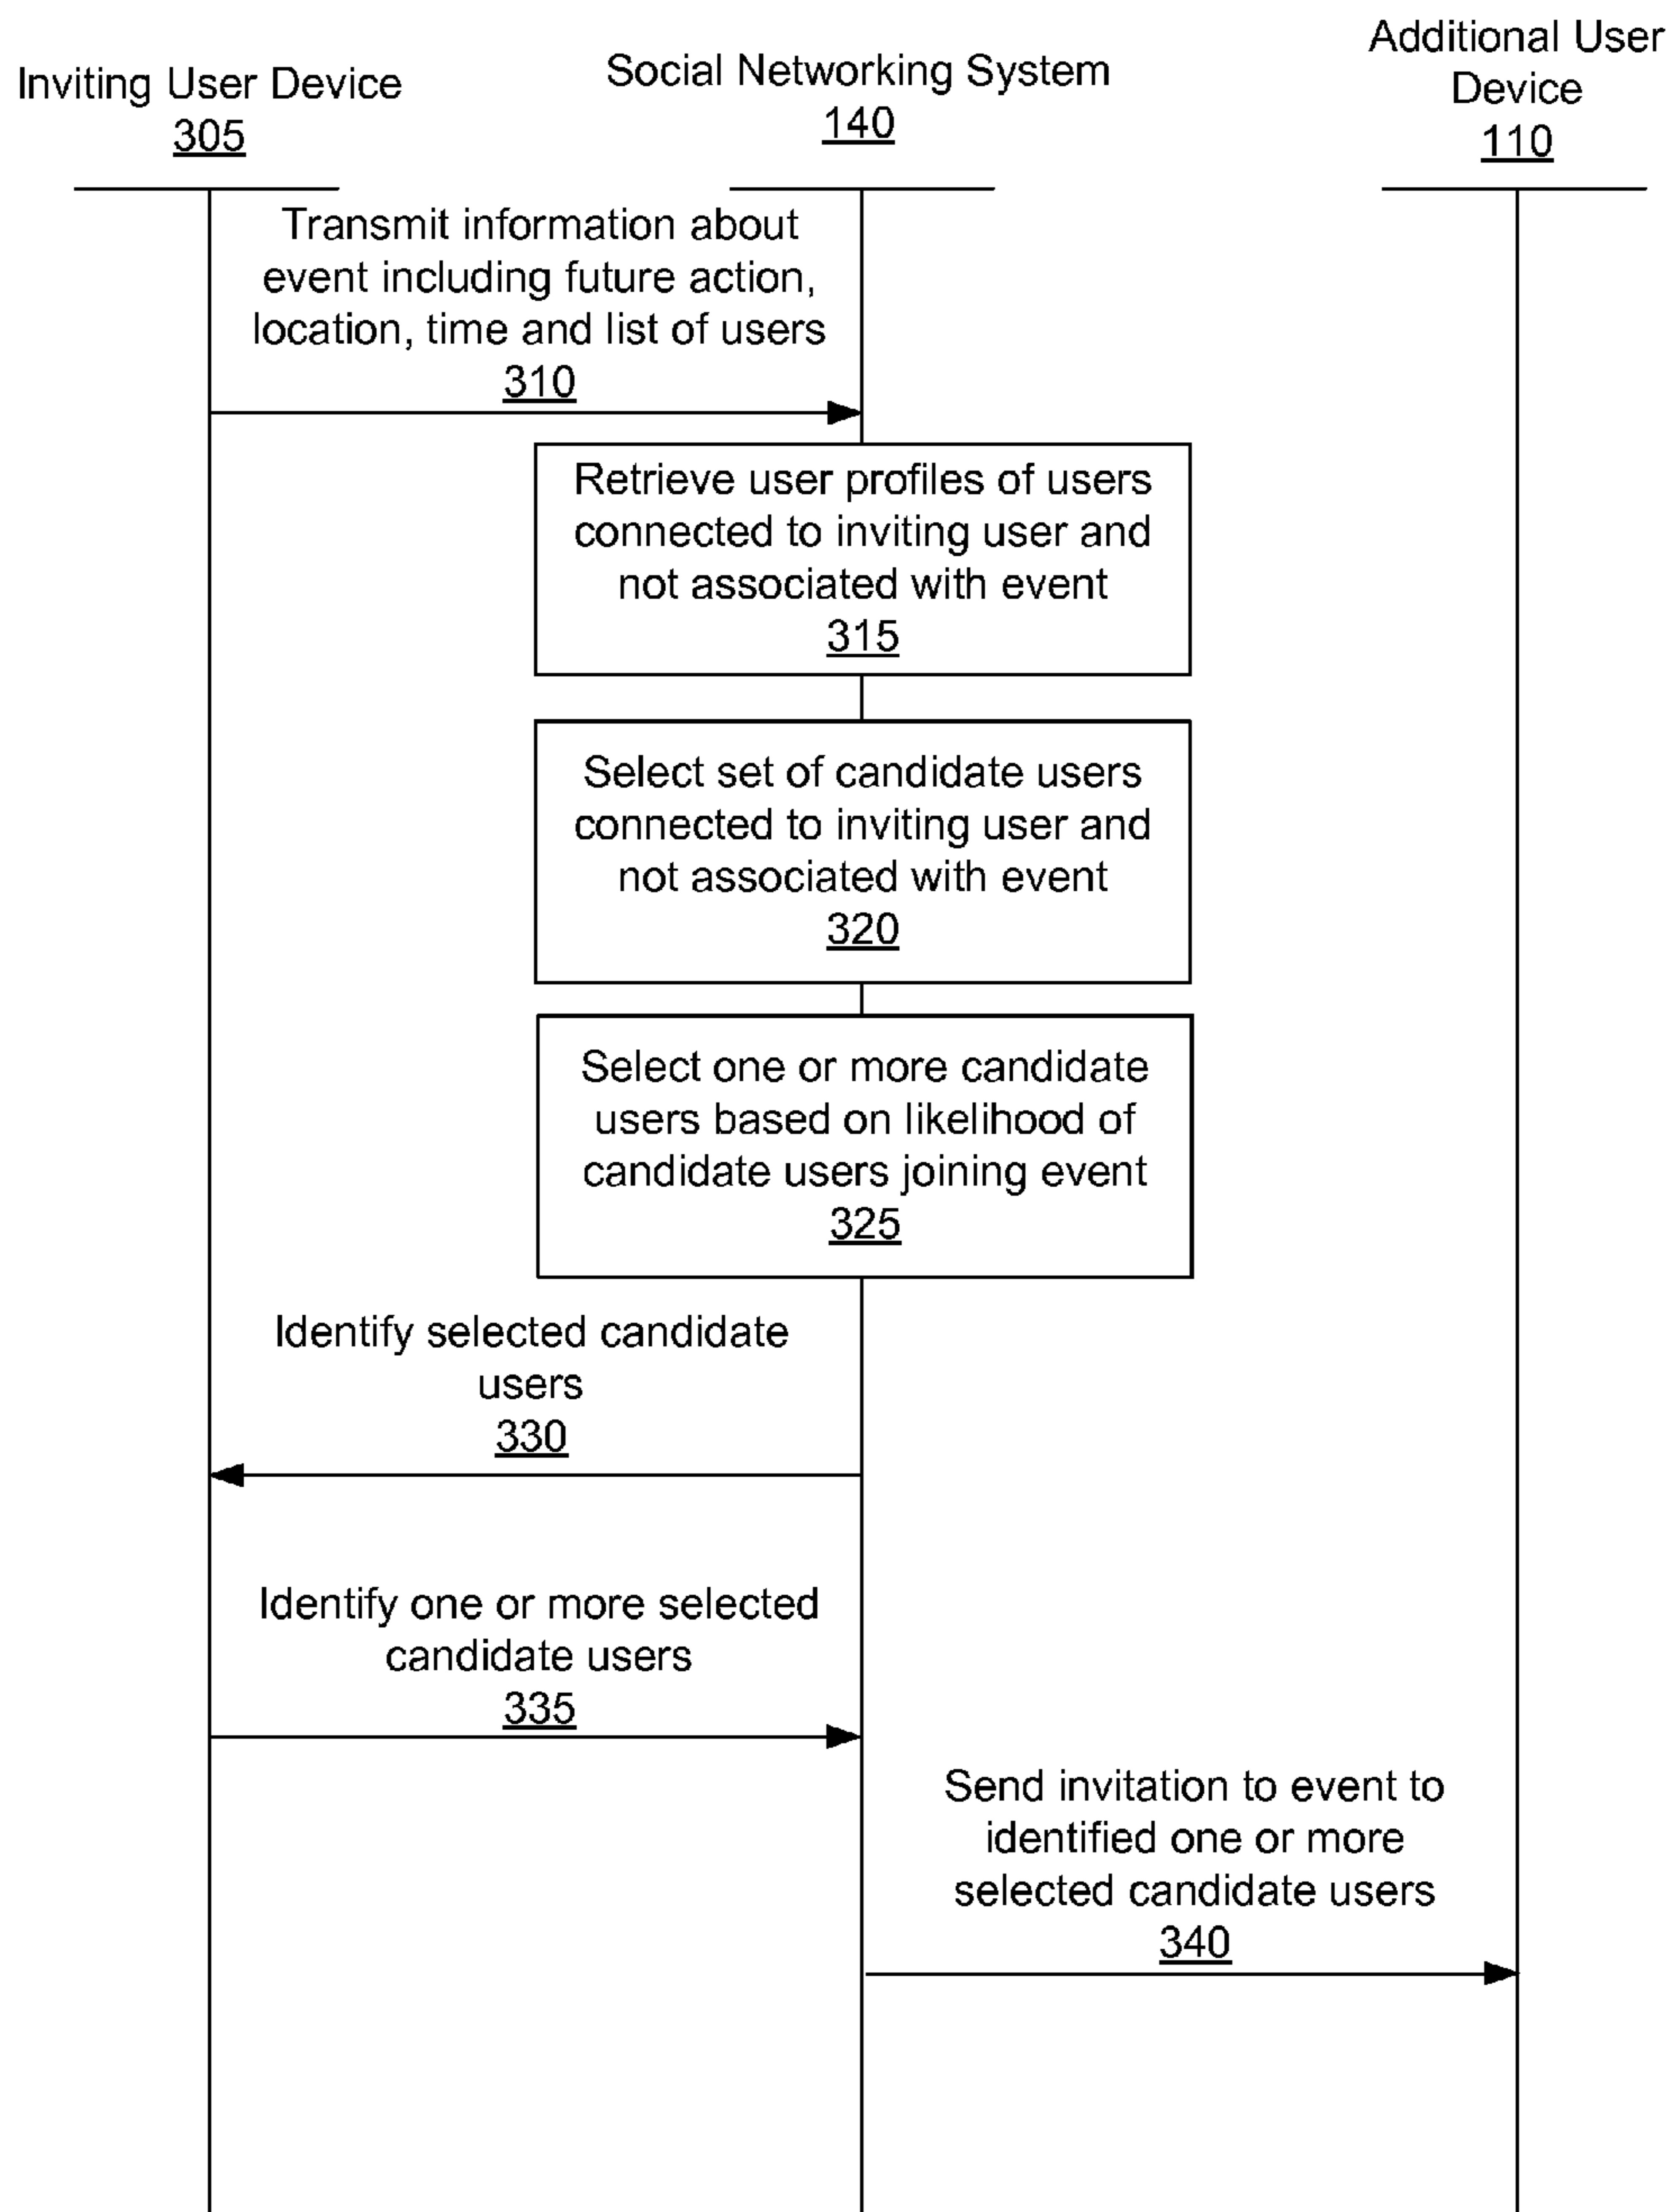 Inviting User Device
305
Social Networking System
140
Additional User
Device
110
Transmit information about
event including future action,
location, time and list of users
310
Retrieve user profiles of users
connected to inviting user and
not associated with event
315
Select set of candidate users
connected to inviting user and
not associated with event
320
Select one or more candidate
users based on likelihood of
candidate users joining event
325
Identify selected candidate
users
330
Identify one or more selected
candidate users
335
Send invitation to event to
identified one or more
selected candidate users
340